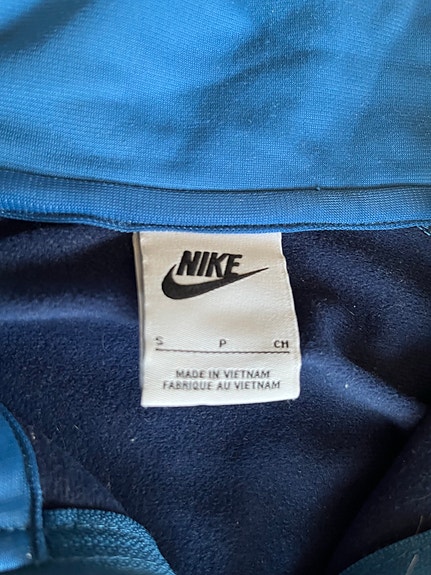 NIKE
S P CH
MADE IN VIETNAM
FABRIQUE AU VIETNAM